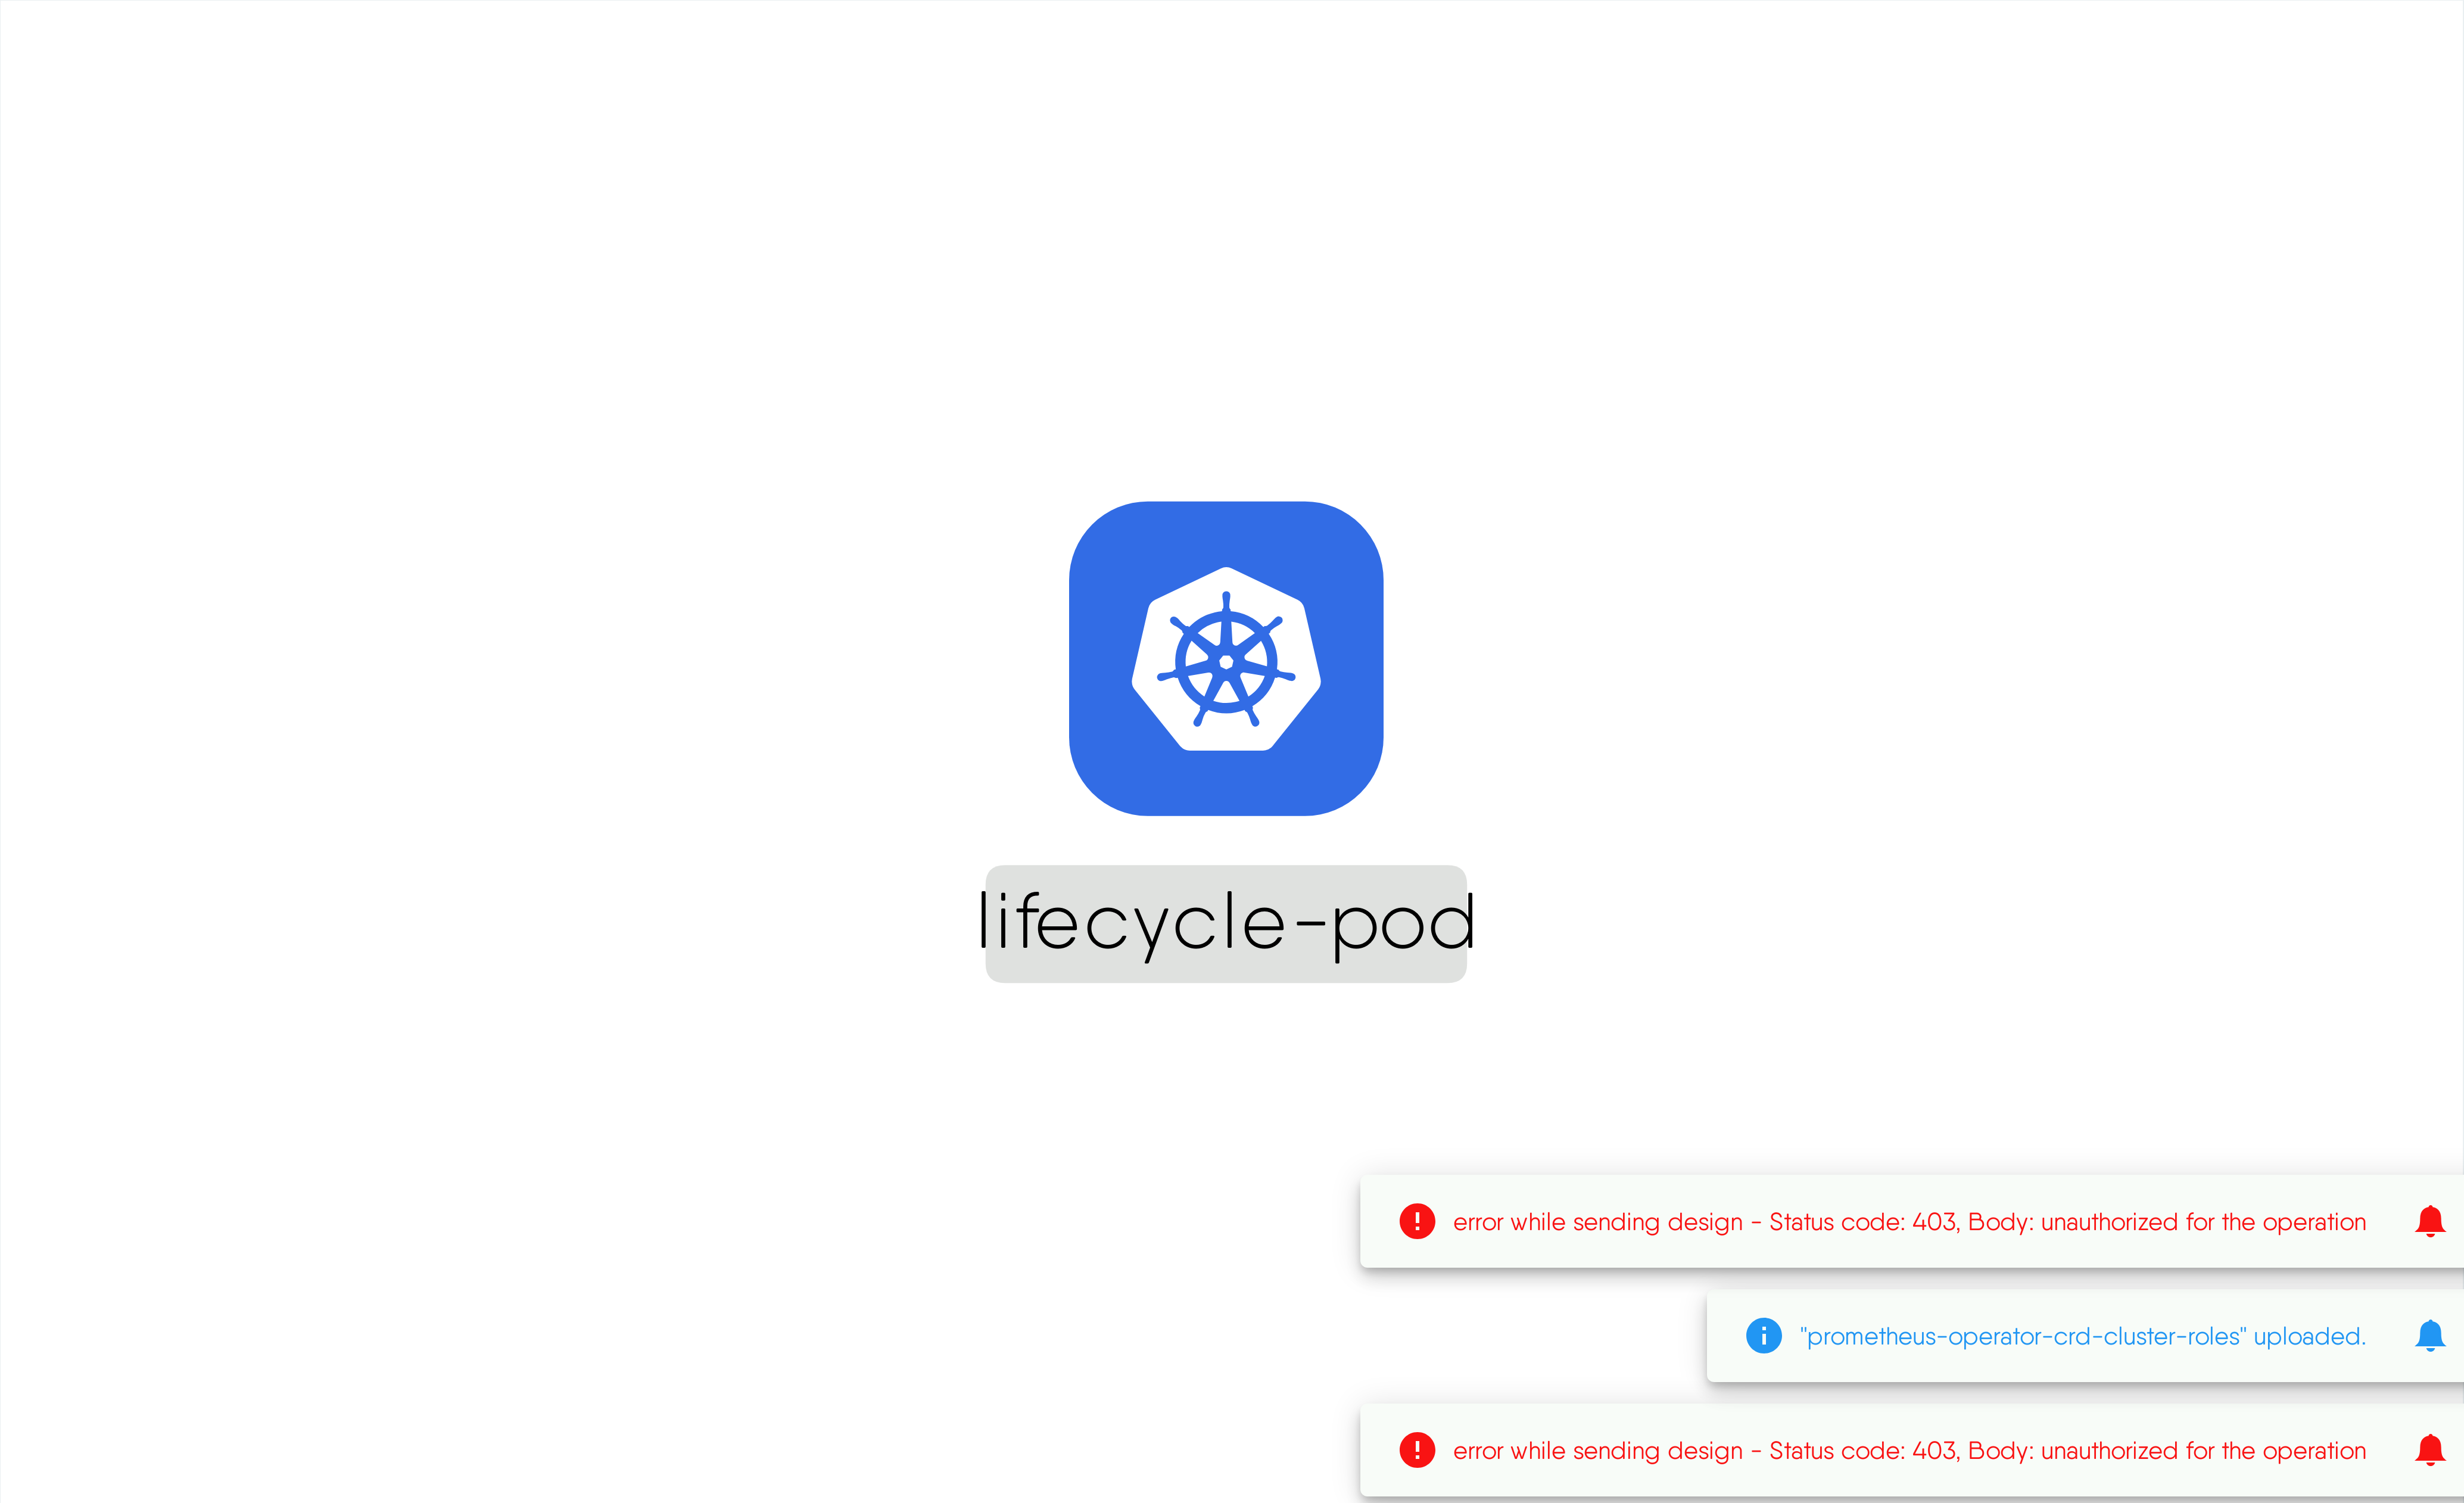 lifecycle-pod
error while sending design - Status code: 403, Body: unauthorized for the operation
"prometheus-operator-crd-cluster-roles" uploaded.
error while sending design - Status code: 403, Body: unauthorized for the operation